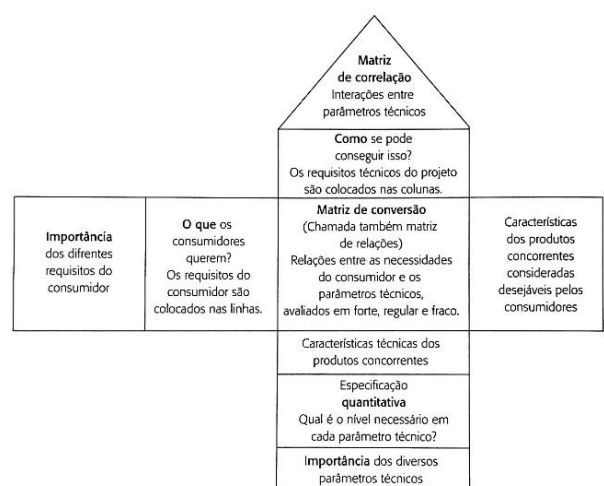 Matriz
de correlação
Interações entre
parâmetros técnicos
Como se pode
conseguir isso?
Os requisitos técnicos do projeto
são colocados nas colunas.
Importância
dos difrentes
requisitos do
consumidor
O que os
consumidores
querem?
Os requisitos do
consumidor são
colocados nas linhas.
Matriz de conversão
(Chamada também matriz
de relações)
Relações entre as necessidades
do consumidor e os
parâmetros técnicos,
avaliados em forte, regular e fraco.
Características
dos produtos
concorrentes
consideradas
desejáveis pelos
consumidores
Características técnicas dos
produtos concorrentes
Especificação
quantitativa
Qual é o nível necessário em
cada parâmetro técnico?
Importância dos diversos
parâmetros técnicos